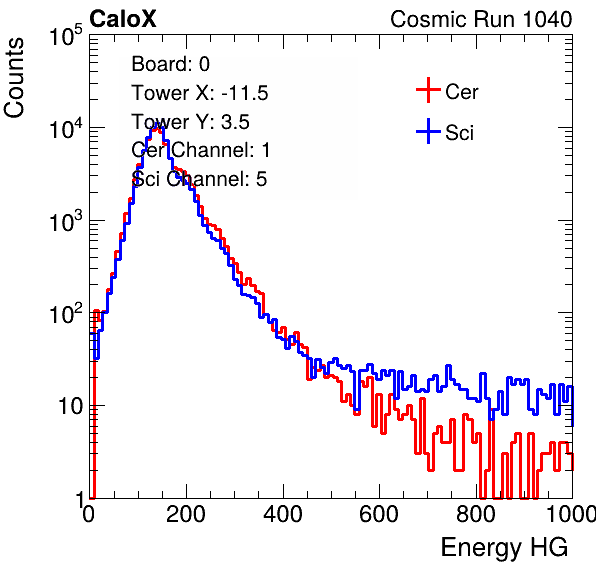 CaloX Cosmic Run 1040
Counts
10^5
10^4
10^3
10^2
10
1
Board: 0
Tower X: -11.5
Tower Y: 3.5
Cer Channel: 1
Sci Channel: 5
Cer
Sci
0 200 400 600 800 1000
Energy HG